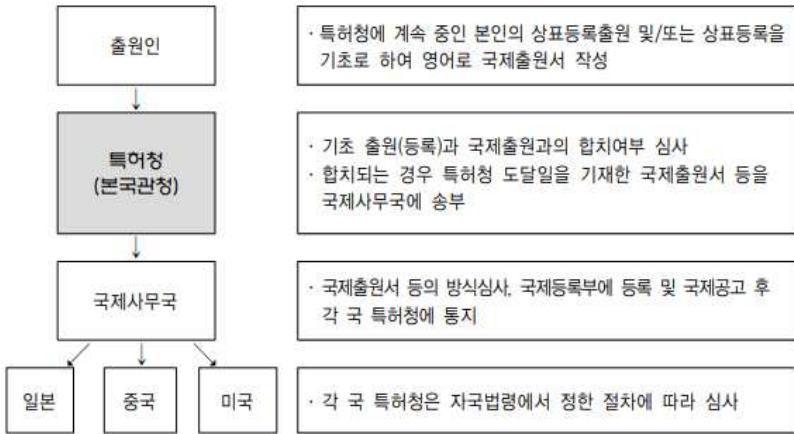 출원인
· 특허청에 계속 중인 본인의 상표등록출원 및/또는 상표등록을
기초로 하여 영어로 국제출원서 작성
특허청
(본국관청)
· 기초 출원(등록)과 국제출원과의 합치여부 심사
· 합치되는 경우 특허청 도달일을 기재한 국제출원서 등을
국제사무국에 송부
국제사무국
· 국제출원서 등의 방식심사, 국제등록부에 등록 및 국제공고 후
각 국 특허청에 통지
일본
중국
미국
· 각 국 특허청은 자국법령에서 정한 절차에 따라 심사